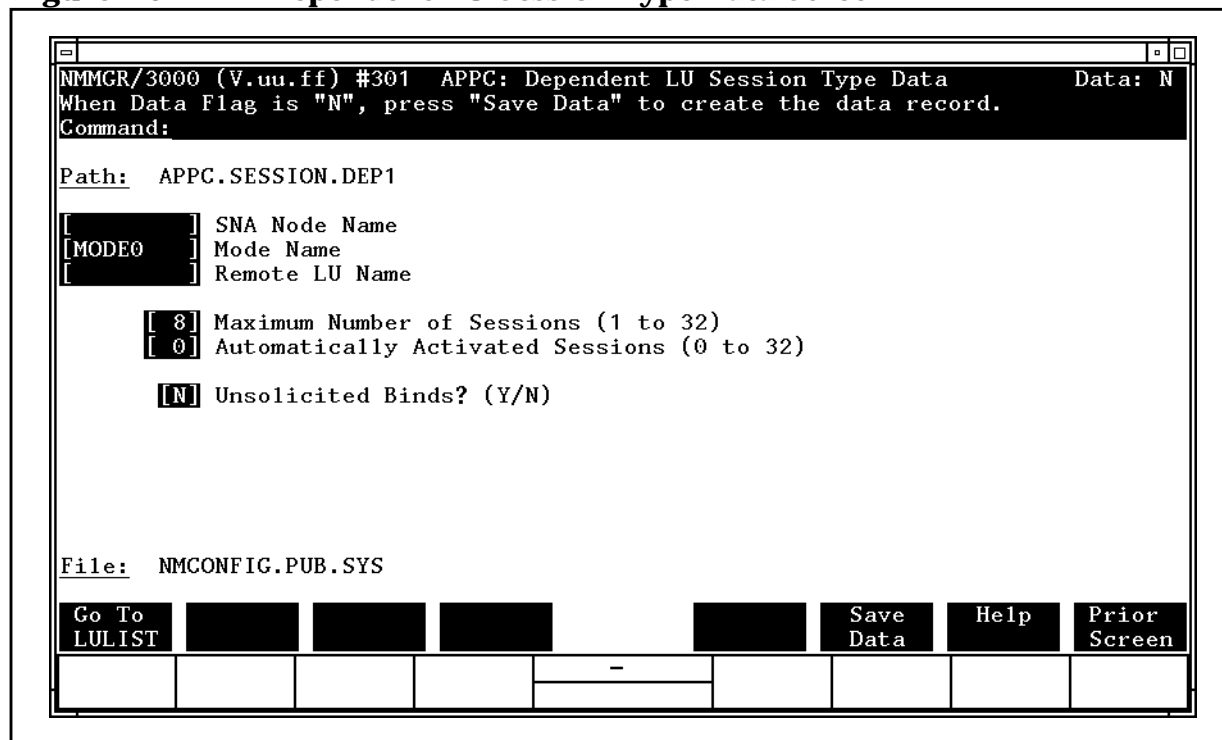 NMMGR/3000 (V.uu.ff) #301 APPC: Dependent LU Session Type Data Data: N
When Data Flag is "N", press "Save Data" to create the data record.
Command:
Path: APPC.SESSION.DEP1
[ ] SNA Node Name
[MODE0 ] Mode Name
[ ] Remote LU Name
[ 8] Maximum Number of Sessions (1 to 32)
[ 0] Automatically Activated Sessions (0 to 32)
[N] Unsolicited Binds? (Y/N)
File: NMCONFIG.PUB.SYS
Go To Save Help Prior
LULIST Data Screen